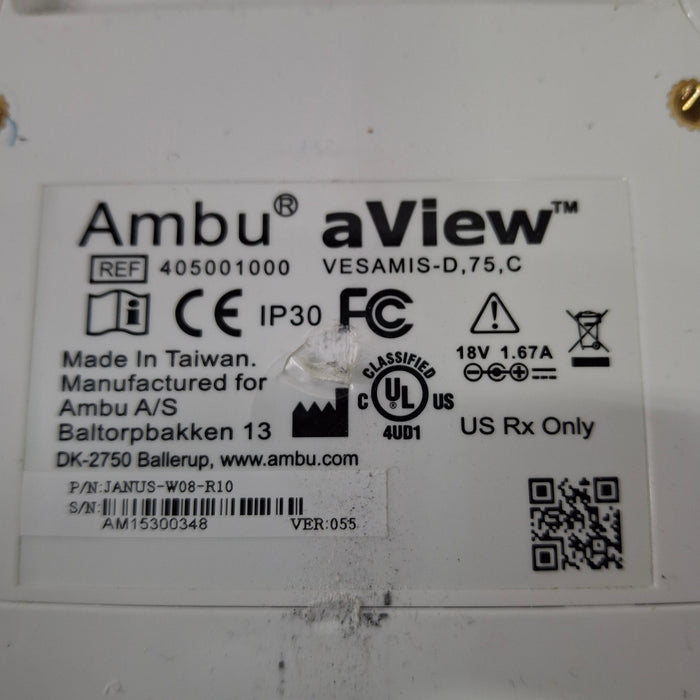 Ambu® aView™
REF 405001000 VESAMIS-D,75,C
i CE IP30 FC
18V 1.67A
Made In Taiwan.
Manufactured for
Ambu A/S
Baltorpbakken 13
DK-2750 Ballerup, www.ambu.com
CLASSIFIED
C UL® US
4UD1
US Rx Only
P/N:JANUS-W08-R10
S/N:
AM15300348 VER:055